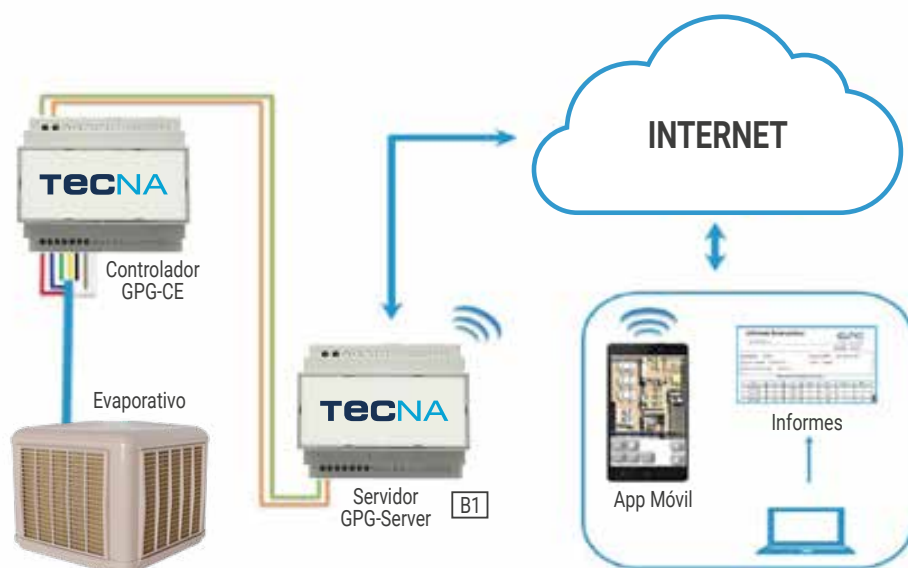 INTERNET
TECNA
Controlador
GPG-CE
Evaporativo
TECNA
Servidor
GPG-Server
B1
App Móvil
Informes